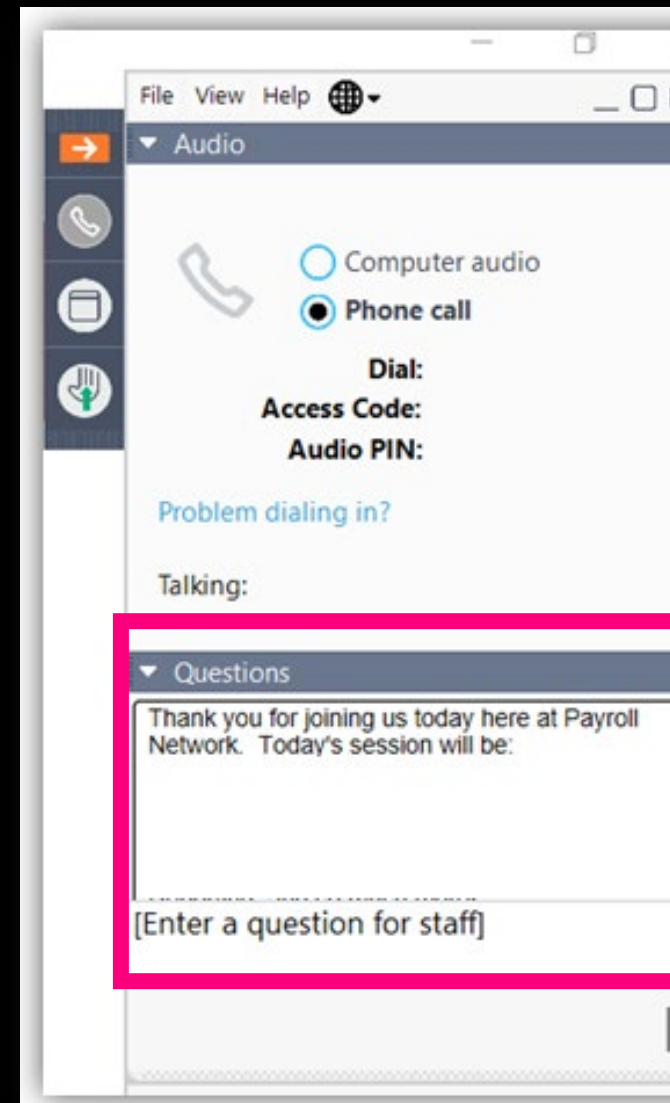 File View Help
Audio
Computer audio
Phone call
Dial:
Access Code:
Audio PIN:
Problem dialing in?
Talking:
Questions
Thank you for joining us today here at Payroll
Network. Today's session will be:
[Enter a question for staff]